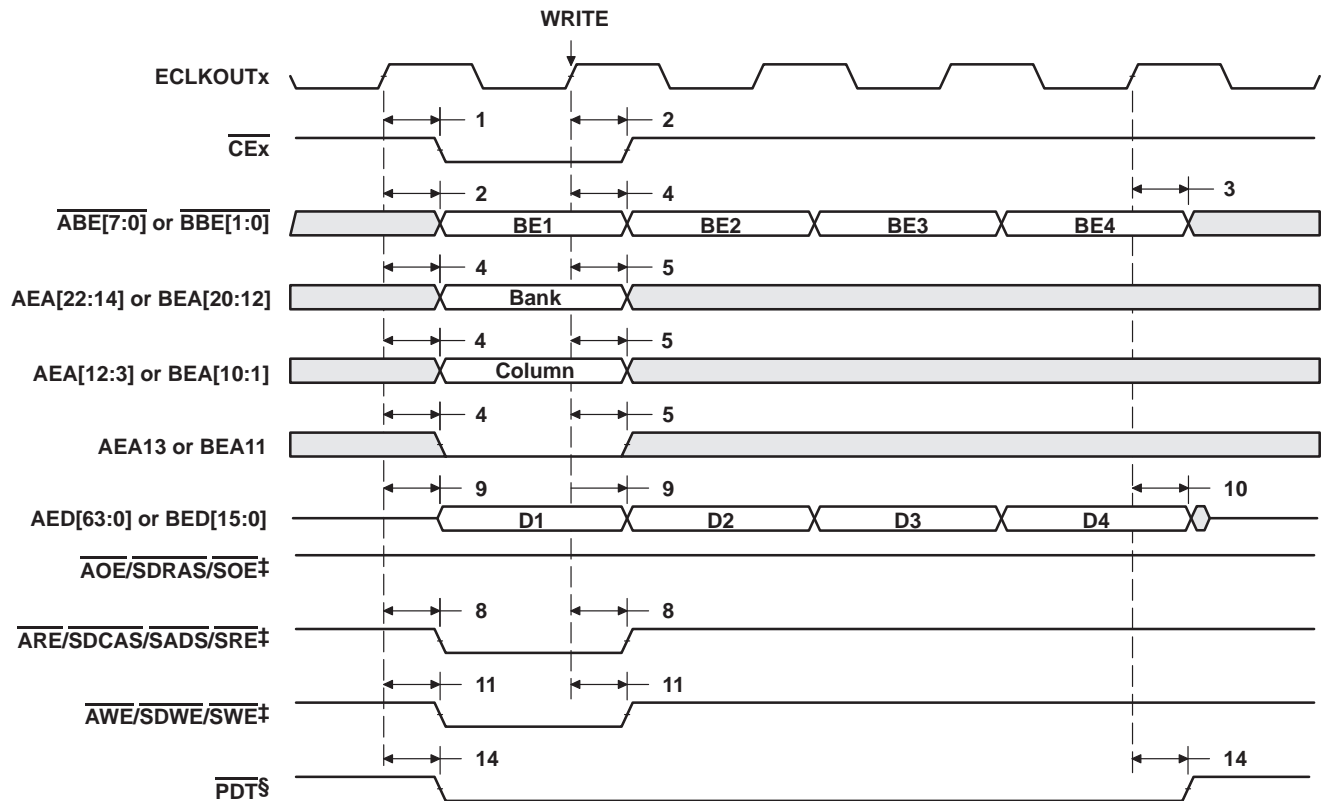 WRITE
ECLKOUTx
1 2
CEx
2 4 3
ABE[7:0] or BBE[1:0] BE1 BE2 BE3 BE4
4 5
AEA[22:14] or BEA[20:12] Bank
4 5
AEA[12:3] or BEA[10:1] Column
4 5
AEA13 or BEA11
9 9 10
AED[63:0] or BED[15:0] D1 D2 D3 D4
AOE/SDRAS/SOE‡
8 8
ARE/SDCAS/SADS/SRE‡
11 11
AWE/SDWE/SWE‡
14 14
PDT§